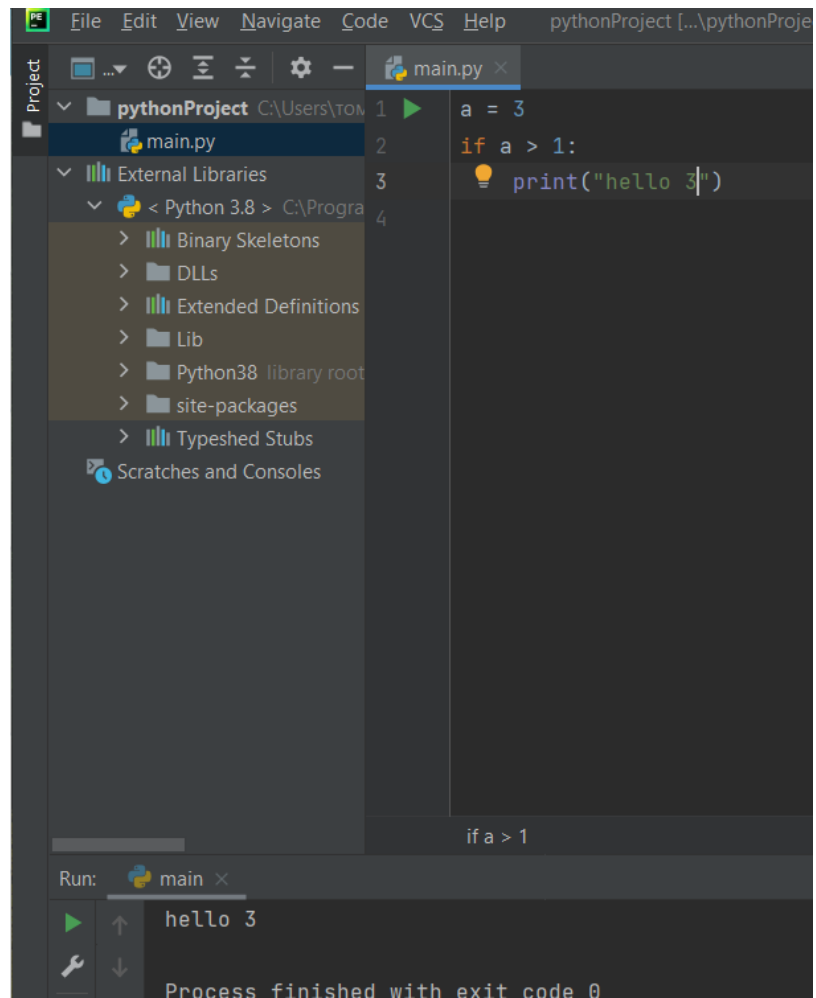 PE File Edit View Navigate Code VCS Help pythonProject [...\pythonProje
Project
... main.py
pythonProject C:\Users\том
main.py
External Libraries
< Python 3.8 > C:\Progra
Binary Skeletons
DLLs
Extended Definitions
Lib
Python38 library root
site-packages
Typeshed Stubs
Scratches and Consoles
1 a = 3
2 if a > 1:
3 print("hello 3")
4
if a > 1
Run: main
hello 3
Process finished with exit code 0